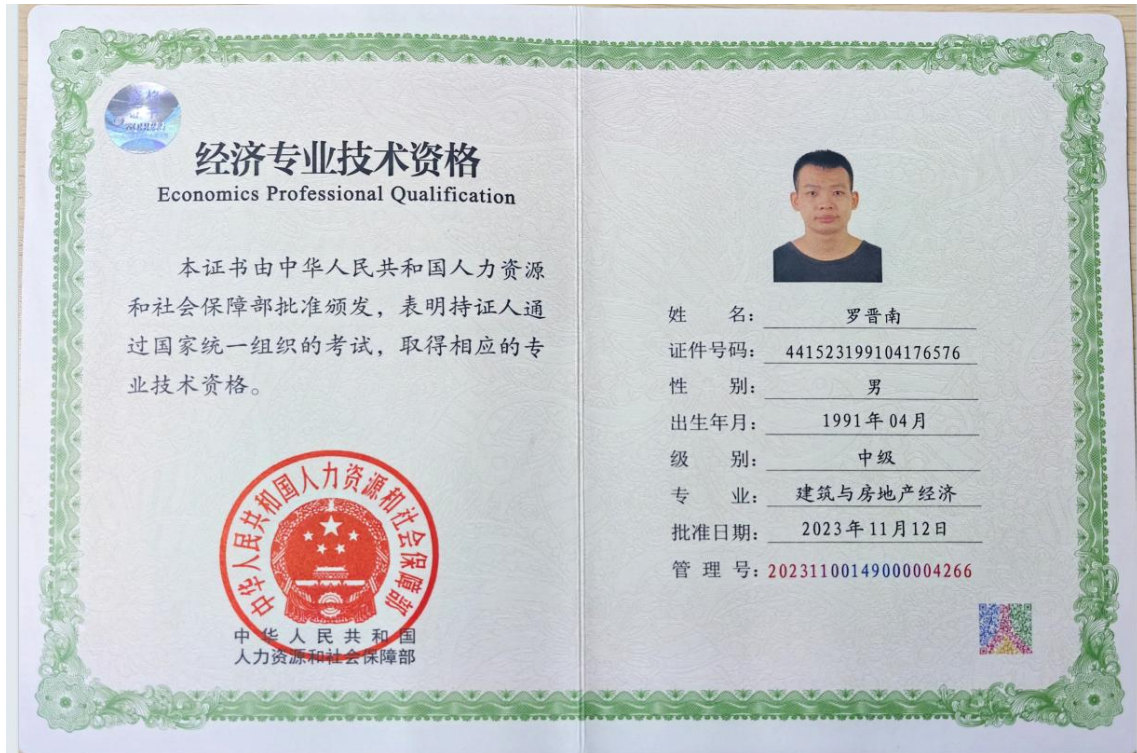 经济专业技术资格
Economics Professional Qualification
本证书由中华人民共和国人力资源
和社会保障部批准颁发，表明持证人通
过国家统一组织的考试，取得相应的专
业技术资格。
中华人民共和国人力资源和社会保障部
中华人民共和国
人力资源和社会保障部
姓名：罗晋南
证件号码：441523199104176576
性别：男
出生年月：1991年04月
级别：中级
专业：建筑与房地产经济
批准日期：2023年11月12日
管理号：20231100149000004266